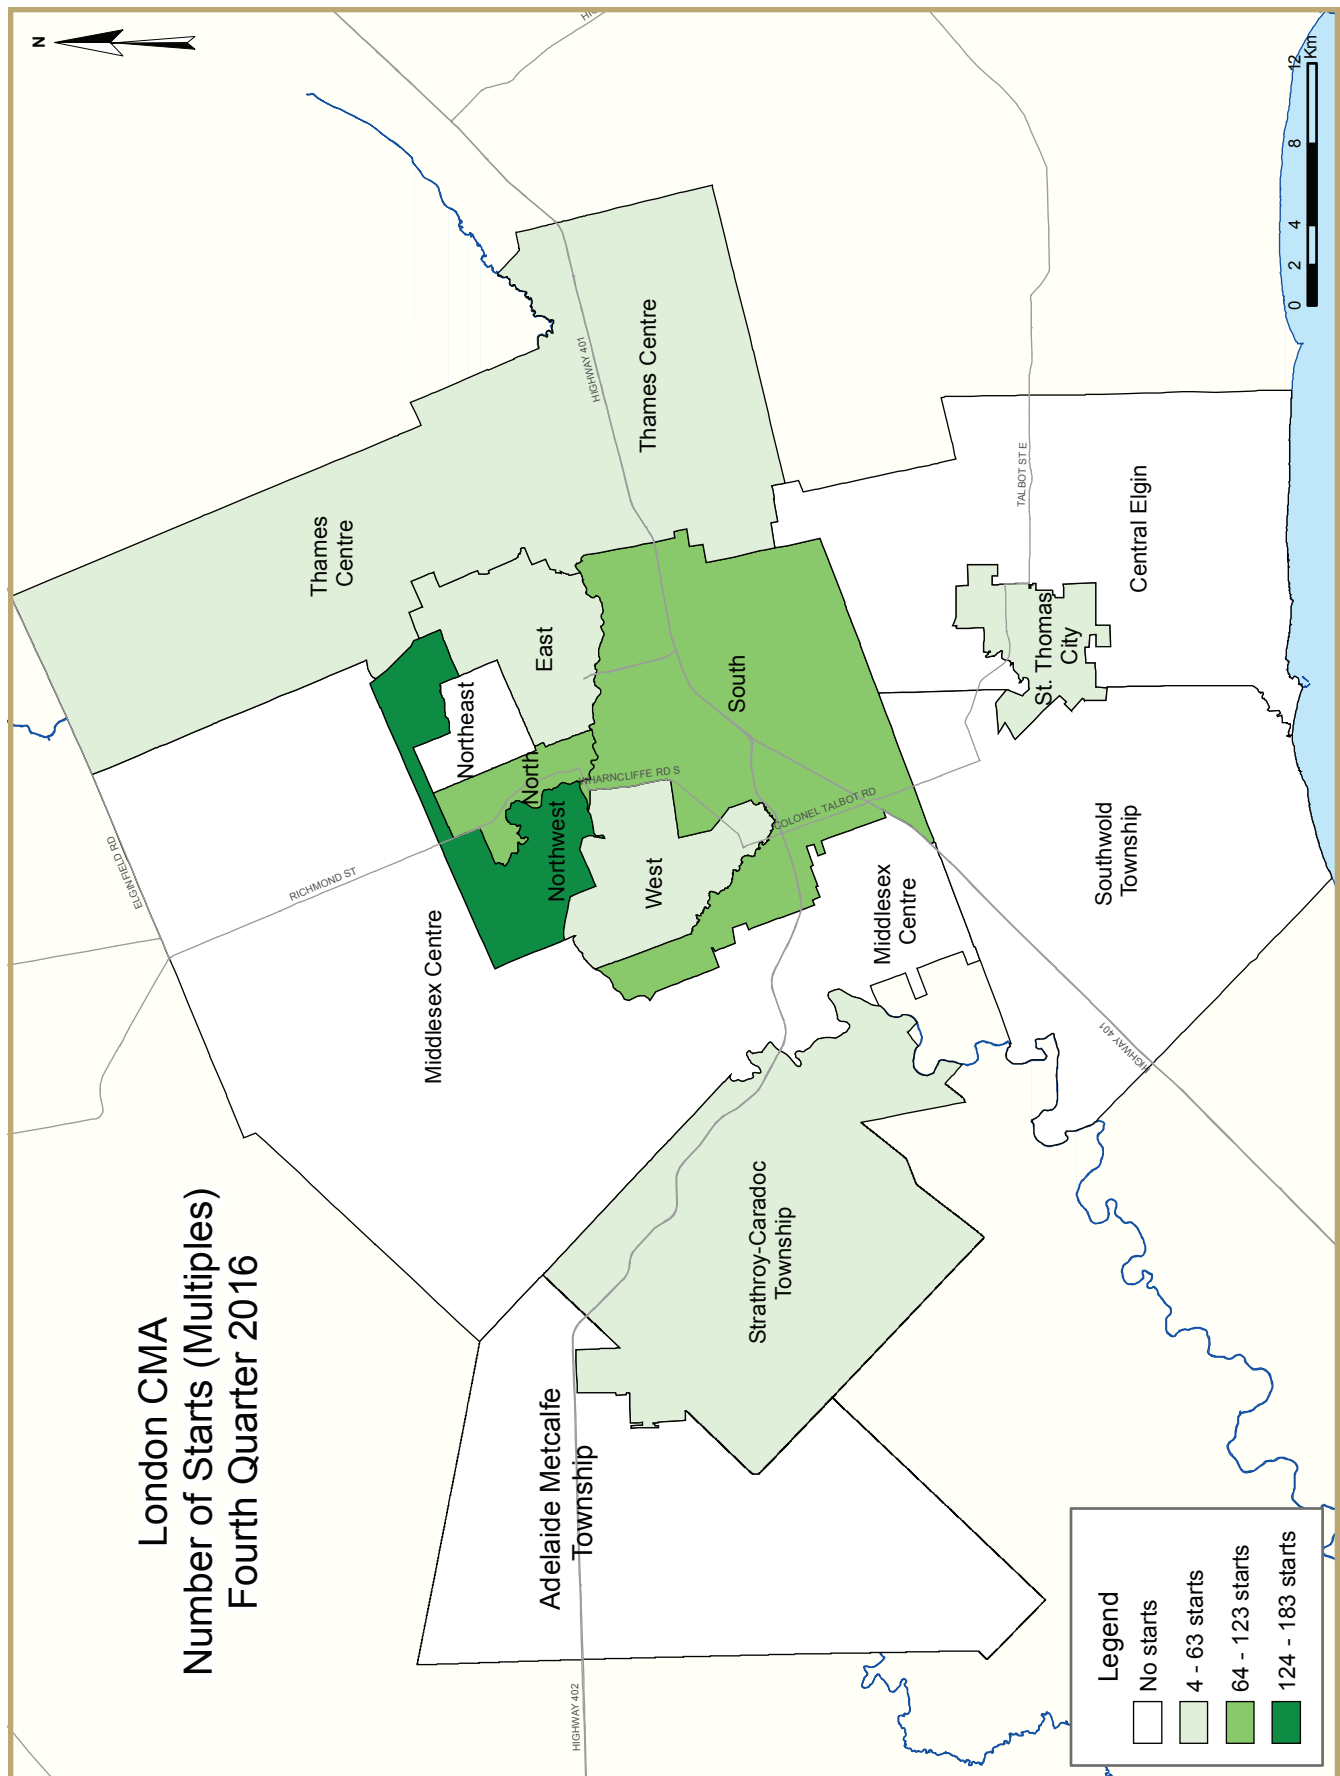 London CMA
Number of Starts (Multiples)
Fourth Quarter 2016
N
ELGINFIELD RD
RICHMOND ST
Thames
Centre
Middlesex Centre
Northeast
North
East
Northwest
West
WHARNCLIFFE RD S
HIGHWAY 401
Thames Centre
South
Adelaide Metcalfe
Township
HIGHWAY 402
Strathroy-Caradoc
Township
COLONEL TALBOT RD
Middlesex
Centre
TALBOT ST E
St. Thomas
City
Central Elgin
Southwold
Township
HIGHWAY 401
Legend
No starts
4 - 63 starts
64 - 123 starts
124 - 183 starts
0 2 4 8 12
Km